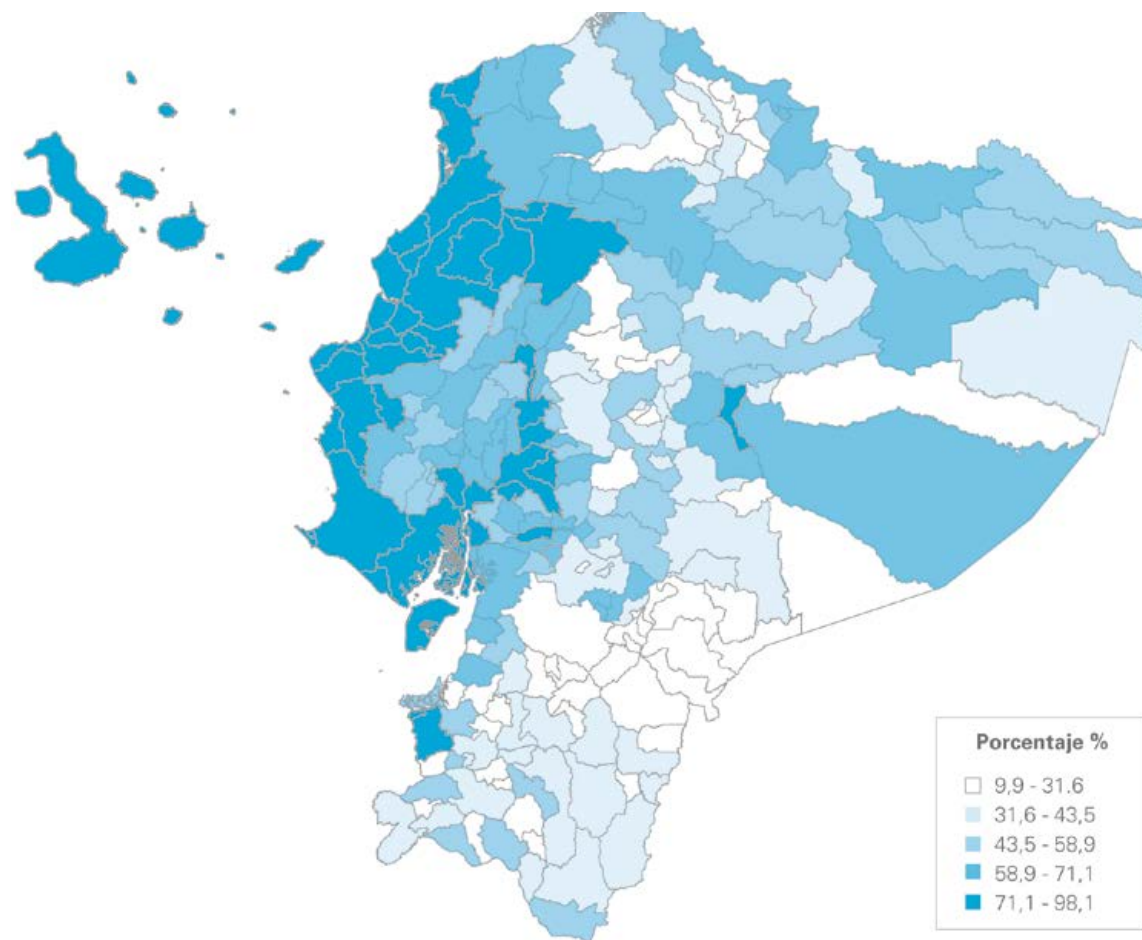 Porcentaje %
9,9 - 31.6
31,6 - 43,5
43,5 - 58,9
58,9 - 71,1
71,1 - 98,1